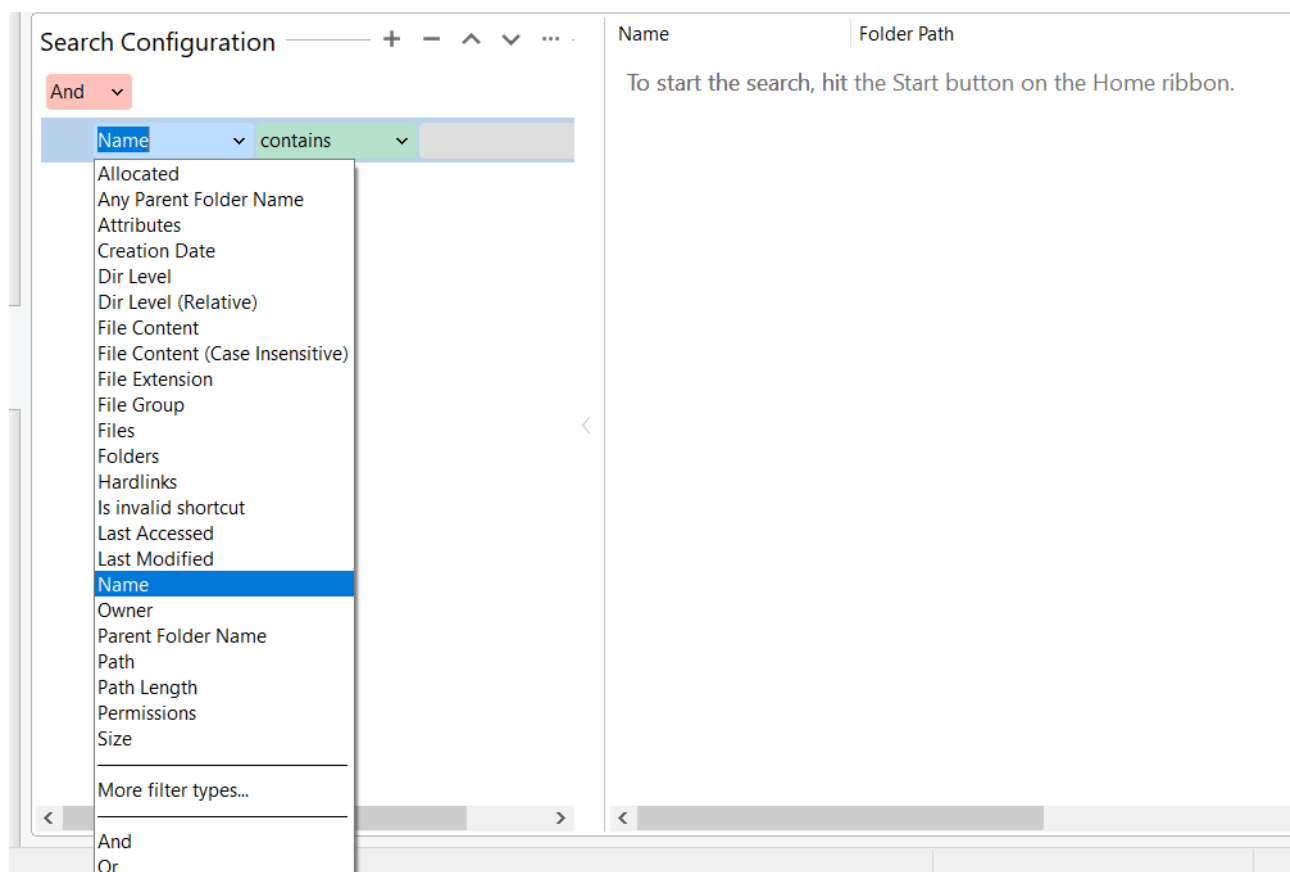 Search Configuration
And
Name contains
Allocated
Any Parent Folder Name
Attributes
Creation Date
Dir Level
Dir Level (Relative)
File Content
File Content (Case Insensitive)
File Extension
File Group
Files
Folders
Hardlinks
Is invalid shortcut
Last Accessed
Last Modified
Name
Owner
Parent Folder Name
Path
Path Length
Permissions
Size
More filter types...
And
Or
Name Folder Path
To start the search, hit the Start button on the Home ribbon.